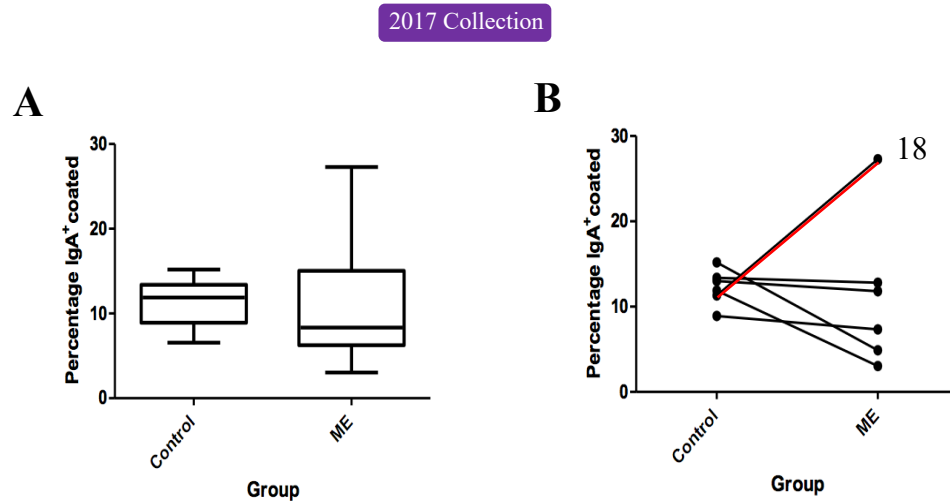 2017 Collection
A
Percentage IgA⁺coated
30
20
10
0
Control
ME
Group
B
Percentage IgA⁺coated
30
20
10
0
18
Control
ME
Group